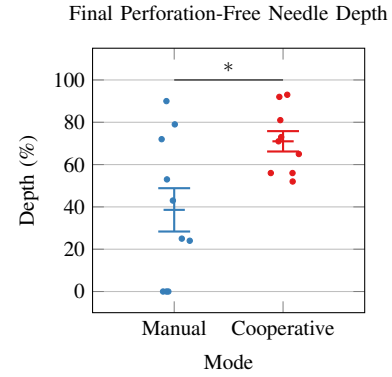 Final Perforation-Free Needle Depth
*
100
80
60
40
20
0
Depth (%)
Manual Cooperative
Mode